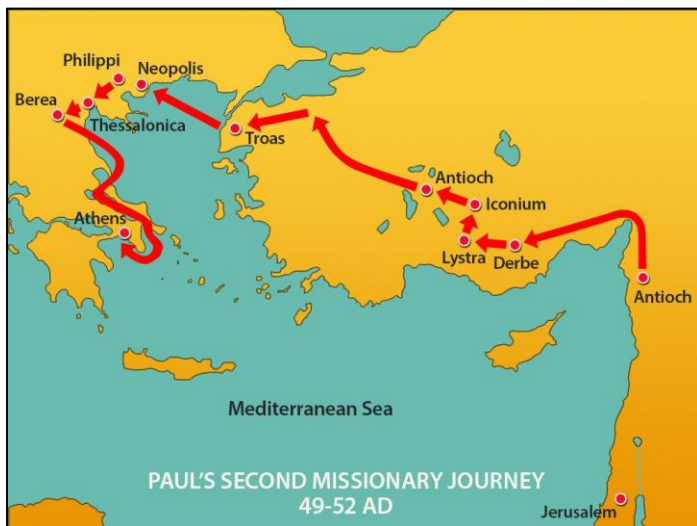 Philippi
Neopolis
Berea
Thessalonica
Troas
Antioch
Iconium
Athens
Lystra
Derbe
Antioch
Mediterranean Sea
PAUL'S SECOND MISSIONARY JOURNEY
49-52 AD
Jerusalem